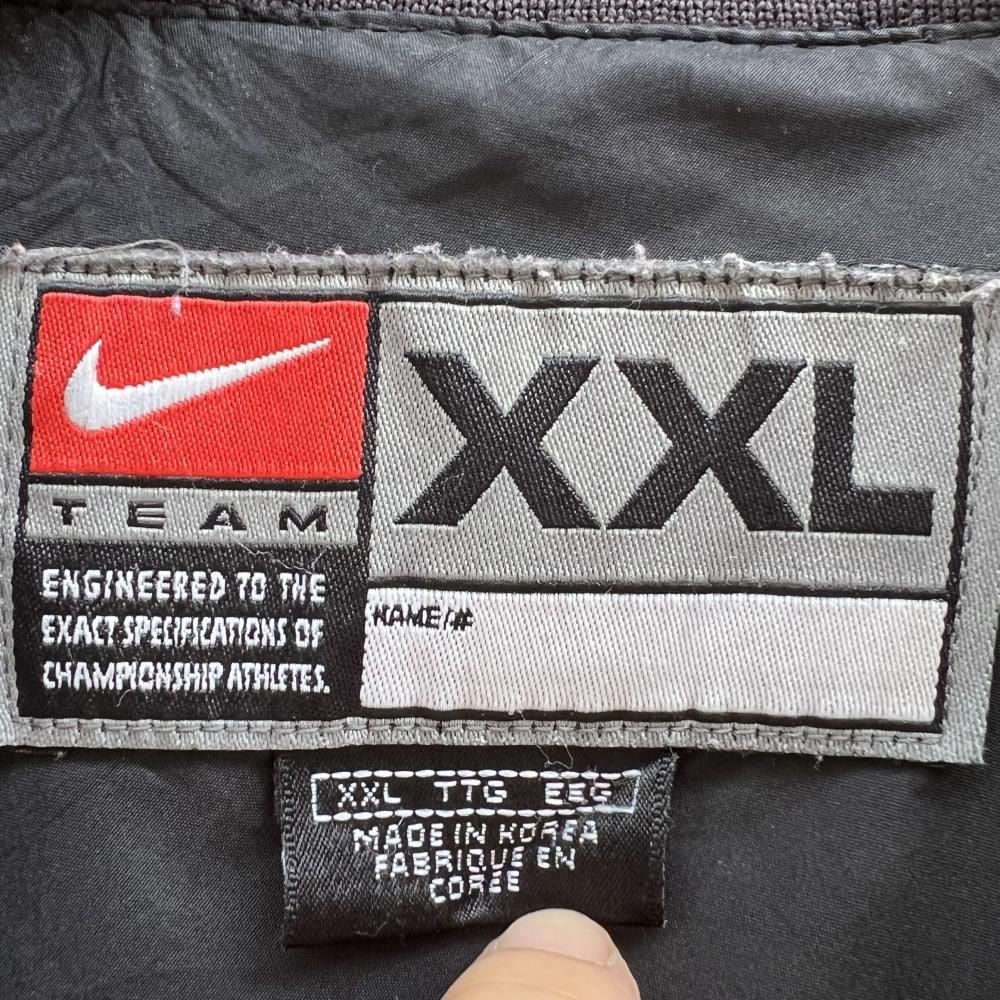 TEAM
ENGINEERED TO THE
EXACT SPECIFICATIONS OF
CHAMPIONSHIP ATHLETES.
XXL
NAME/#
XXL TTG EEG
MADE IN KOREA
FABRIQUE EN
CORÉE